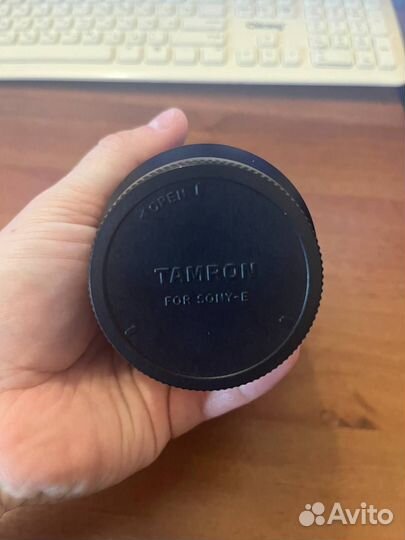 <OPEN
TAMRON
FOR SONY-E
Avito